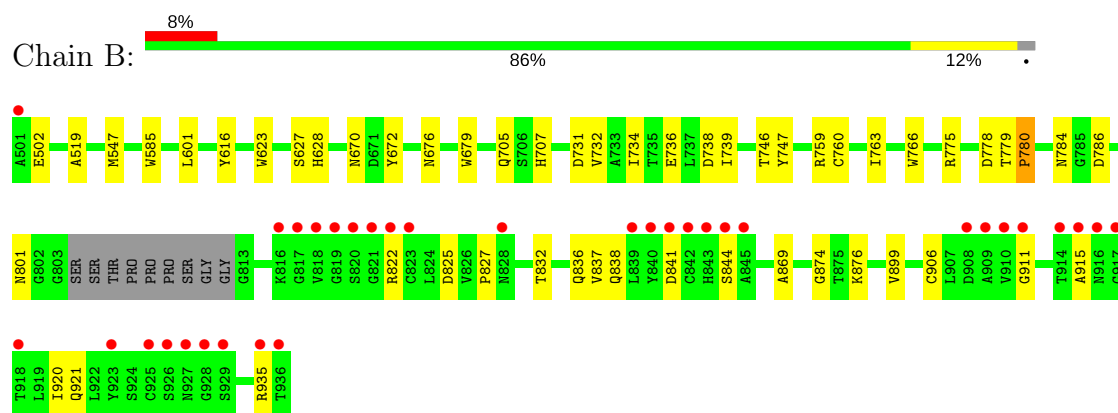 8%
Chain B:
86% 12% •
A501 E502 A519 M547 W585 L601 Y616 W623 S627 H628 N670 D671 Y672 N676 W679 Q705 S706 H707 D731 V732 A733 I734 T735 E736 L737 D738 I739 T746 Y747 R759 C760 I763 W766 R775 D778 T779 P780 N784 G785 D786
N801 G802 G803 SER SER THR PRO PRO PRO SER GLY GLY G813 K816 G817 V818 G819 S820 G821 R822 C823 L824 D825 V826 P827 N828 T832 Q836 V837 Q838 L839 Y840 D841 C842 H843 S844 A845 A869 G874 T875 K876 V899 C906 L907 D908 A909 V910 G911 T914 A915 N916 G917
T918 L919 I920 Q921 L922 Y923 S924 C925 S926 N927 G928 S929 R935 T936